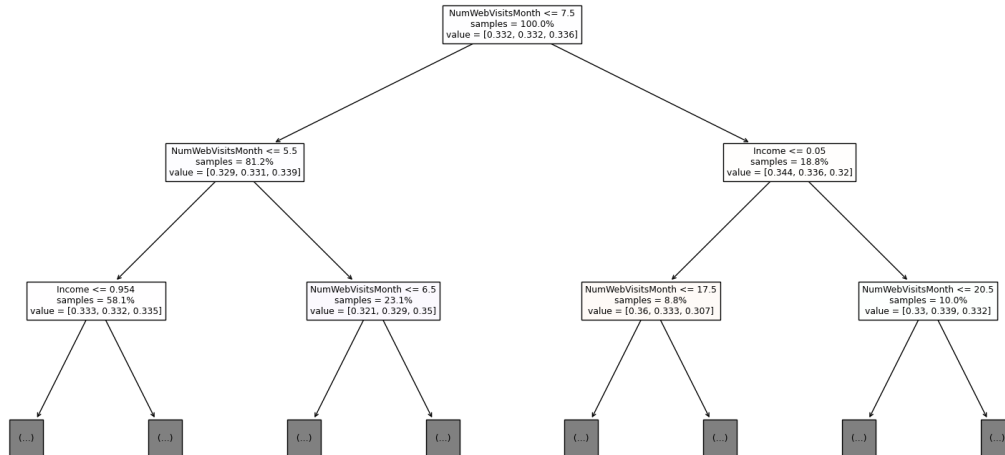 NumWebVisitsMonth <= 7.5
samples = 100.0%
value = [0.332, 0.332, 0.336]
NumWebVisitsMonth <= 5.5
samples = 81.2%
value = [0.329, 0.331, 0.339]
Income <= 0.05
samples = 18.8%
value = [0.344, 0.336, 0.32]
Income <= 0.954
samples = 58.1%
value = [0.333, 0.332, 0.335]
NumWebVisitsMonth <= 6.5
samples = 23.1%
value = [0.321, 0.329, 0.35]
NumWebVisitsMonth <= 17.5
samples = 8.8%
value = [0.36, 0.333, 0.307]
NumWebVisitsMonth <= 20.5
samples = 10.0%
value = [0.33, 0.339, 0.332]
(...)
(...)
(...)
(...)
(...)
(...)
(...)
(...)